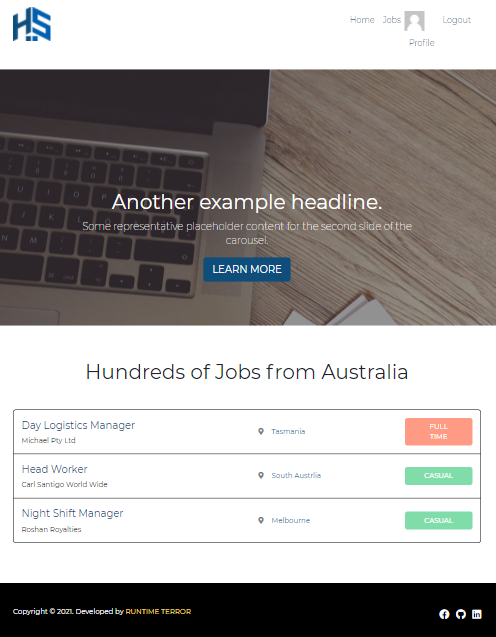 HS
Home Jobs Logout
Profile
Another example headline.
Some representative placeholder content for the second slide of the
carousel.
LEARN MORE
Hundreds of Jobs from Australia
Day Logistics Manager
Michael Pty Ltd
Tasmania
FULL
TIME
Head Worker
Carl Santigo World Wide
South Austrlia
CASUAL
Night Shift Manager
Roshan Royalties
Melbourne
CASUAL
Copyright © 2021. Developed by RUNTIME TERROR